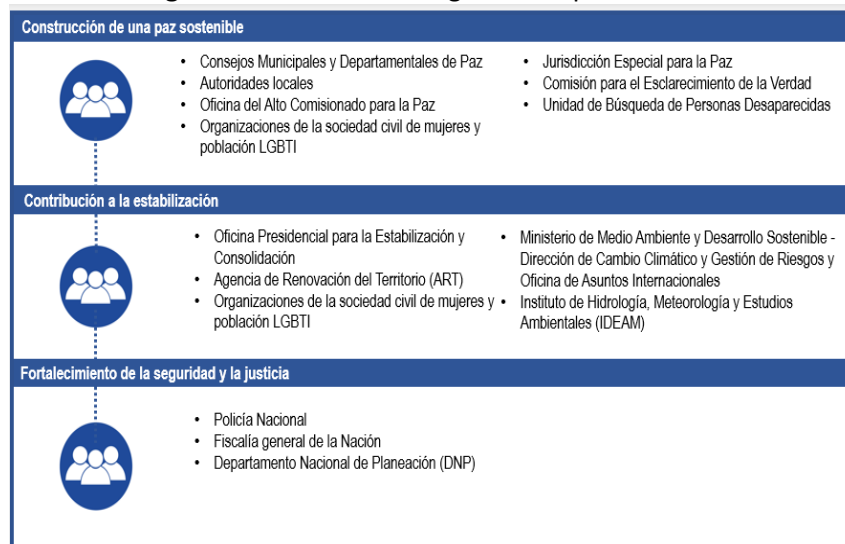 Construcción de una paz sostenible
• Consejos Municipales y Departamentales de Paz
• Autoridades locales
• Oficina del Alto Comisionado para la Paz
• Organizaciones de la sociedad civil de mujeres y
población LGBTI
• Jurisdicción Especial para la Paz
• Comisión para el Esclarecimiento de la Verdad
• Unidad de Búsqueda de Personas Desaparecidas
Contribución a la estabilización
• Oficina Presidencial para la Estabilización y
Consolidación
• Agencia de Renovación del Territorio (ART)
• Organizaciones de la sociedad civil de mujeres y
población LGBTI
• Ministerio de Medio Ambiente y Desarrollo Sostenible -
Dirección de Cambio Climático y Gestión de Riesgos y
Oficina de Asuntos Internacionales
• Instituto de Hidrología, Meteorología y Estudios
Ambientales (IDEAM)
Fortalecimiento de la seguridad y la justicia
• Policía Nacional
• Fiscalía general de la Nación
• Departamento Nacional de Planeación (DNP)